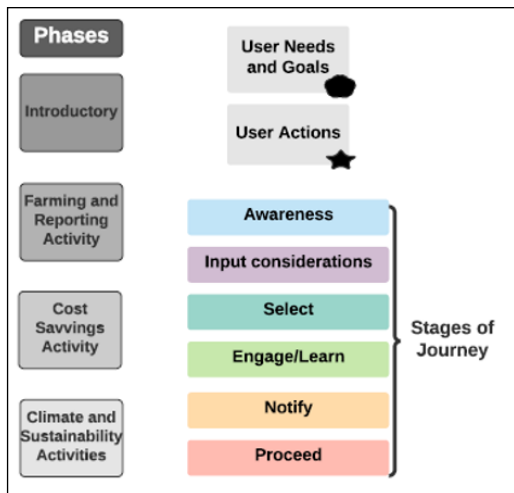 Phases
Introductory
Farming and
Reporting
Activity
Cost
Savvings
Activity
Climate and
Sustainability
Activities
User Needs
and Goals
User Actions
Awareness
Input considerations
Select
Engage/Learn
Notify
Proceed
Stages of
Journey